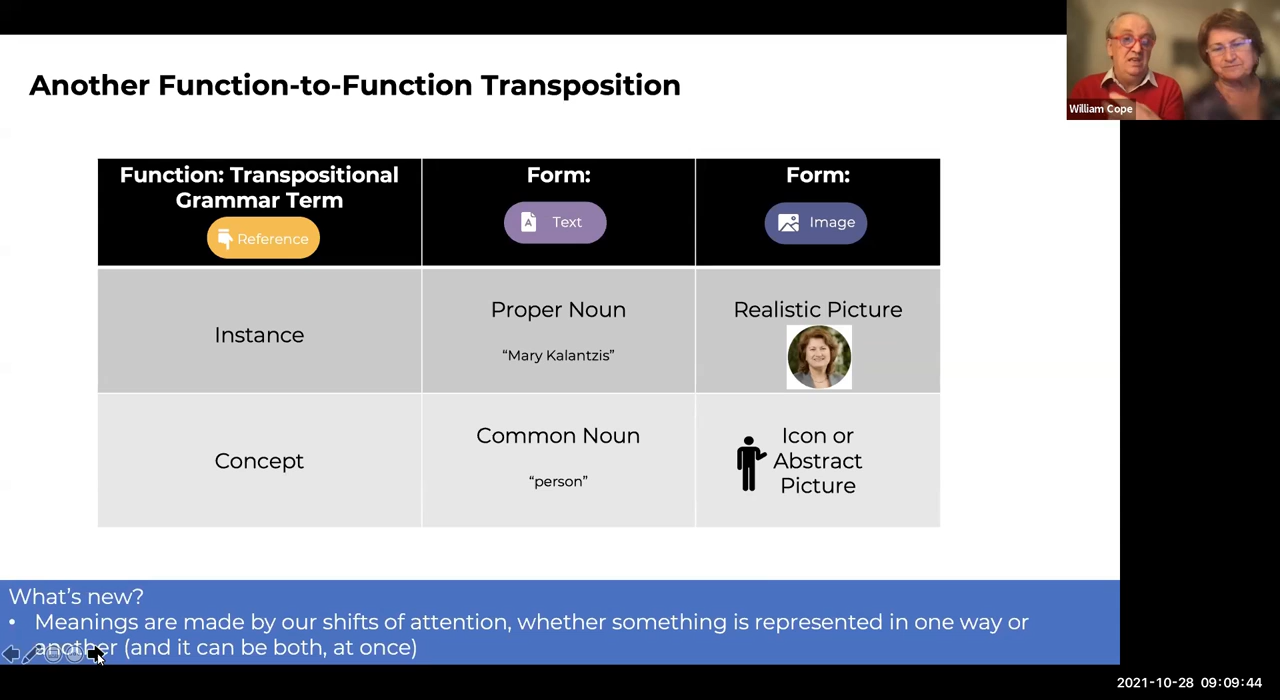 William Cope
Another Function-to-Function Transposition
Function: Transpositional
Grammar Term
Reference
Form:
A Text
Form:
Image
Instance
Proper Noun
“Mary Kalantzis”
Realistic Picture
Concept
Common Noun
“person”
Icon or
Abstract
Picture
What’s new?
• Meanings are made by our shifts of attention, whether something is represented in one way or
another (and it can be both, at once)
2021-10-28 09:09:44